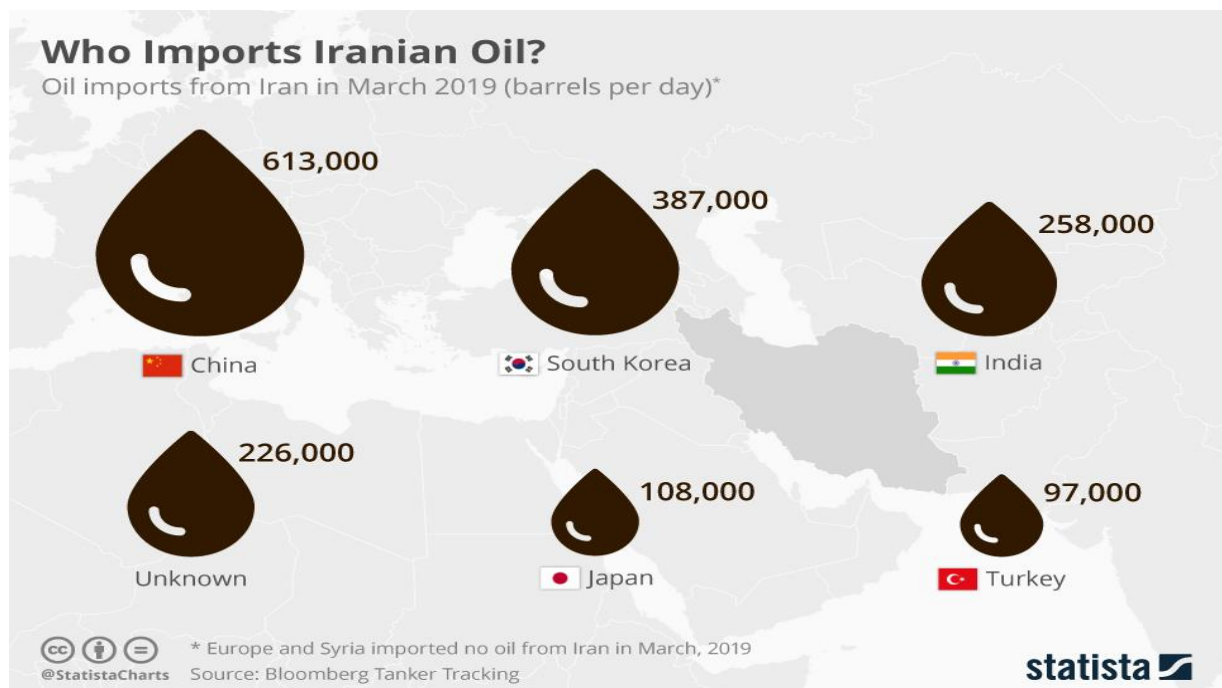 Who Imports Iranian Oil?
Oil imports from Iran in March 2019 (barrels per day)*
613,000
China
387,000
South Korea
258,000
India
226,000
Unknown
108,000
Japan
97,000
Turkey
cc
@StatistaCharts
* Europe and Syria imported no oil from Iran in March, 2019
Source: Bloomberg Tanker Tracking
statista